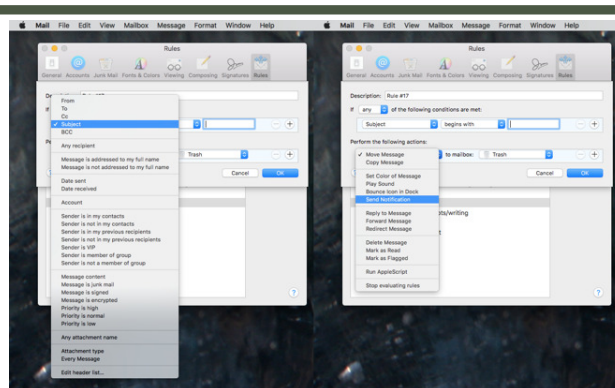 Mail File Edit View Mailbox Message Format Window Help
Rules
General Accounts Junk Mail Fonts & Colors Viewing Composing Signatures Rules
From
To
Cc
✓ Subject
BCC
Any recipient
Message is addressed to my full name
Message is not addressed to my full name
Date sent
Date received
Account
Sender is in my contacts
Sender is not in my contacts
Sender is in my previous recipients
Sender is not in my previous recipients
Sender is VIP
Sender is member of group
Sender is not a member of group
Message content
Message is junk mail
Message is signed
Message is encrypted
Priority is high
Priority is normal
Priority is low
Any attachment name
Attachment type
Every Message
Edit header list...
Trash
Cancel OK
?
Mail File Edit View Mailbox Message Format Window Help
Rules
General Accounts Junk Mail Fonts & Colors Viewing Composing Signatures Rules
Description: Rule #17
If any of the following conditions are met:
Subject begins with
Perform the following actions:
✓ Move Message to mailbox: Trash
Copy Message
Set Color of Message
Play Sound
Bounce Icon in Dock
Send Notification
Reply to Message
Forward Message
Redirect Message
Delete Message
Mark as Read
Mark as Flagged
Run AppleScript
Stop evaluating rules
Cancel OK
pts/writing
?